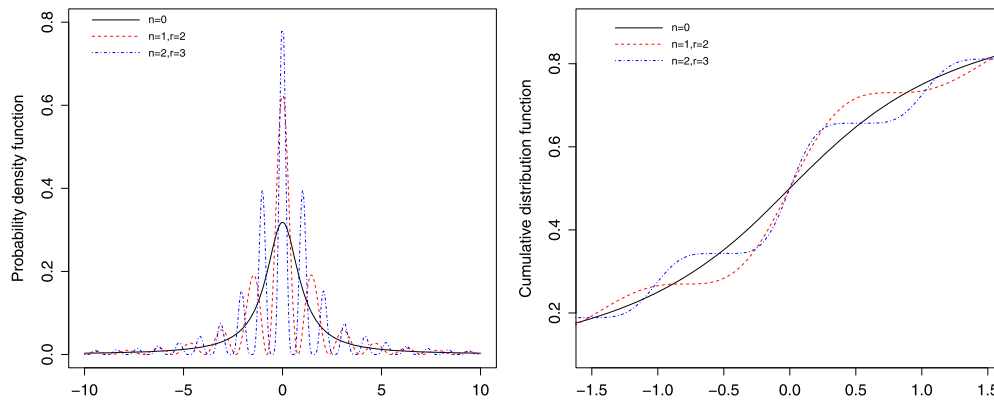 Probability density function
0.0
0.2
0.4
0.6
0.8
n=0
n=1,r=2
n=2,r=3
−10
−5
0
5
10
Cumulative distribution function
0.2
0.4
0.6
0.8
n=0
n=1,r=2
n=2,r=3
−1.5
−1.0
−0.5
0.0
0.5
1.0
1.5